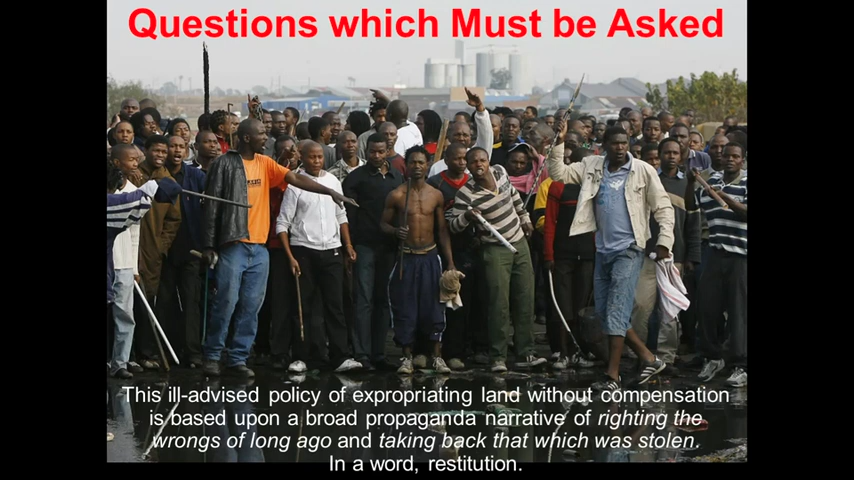 Questions which Must be Asked
This ill-advised policy of expropriating land without compensation
is based upon a broad propaganda narrative of righting the
wrongs of long ago and taking back that which was stolen.
In a word, restitution.